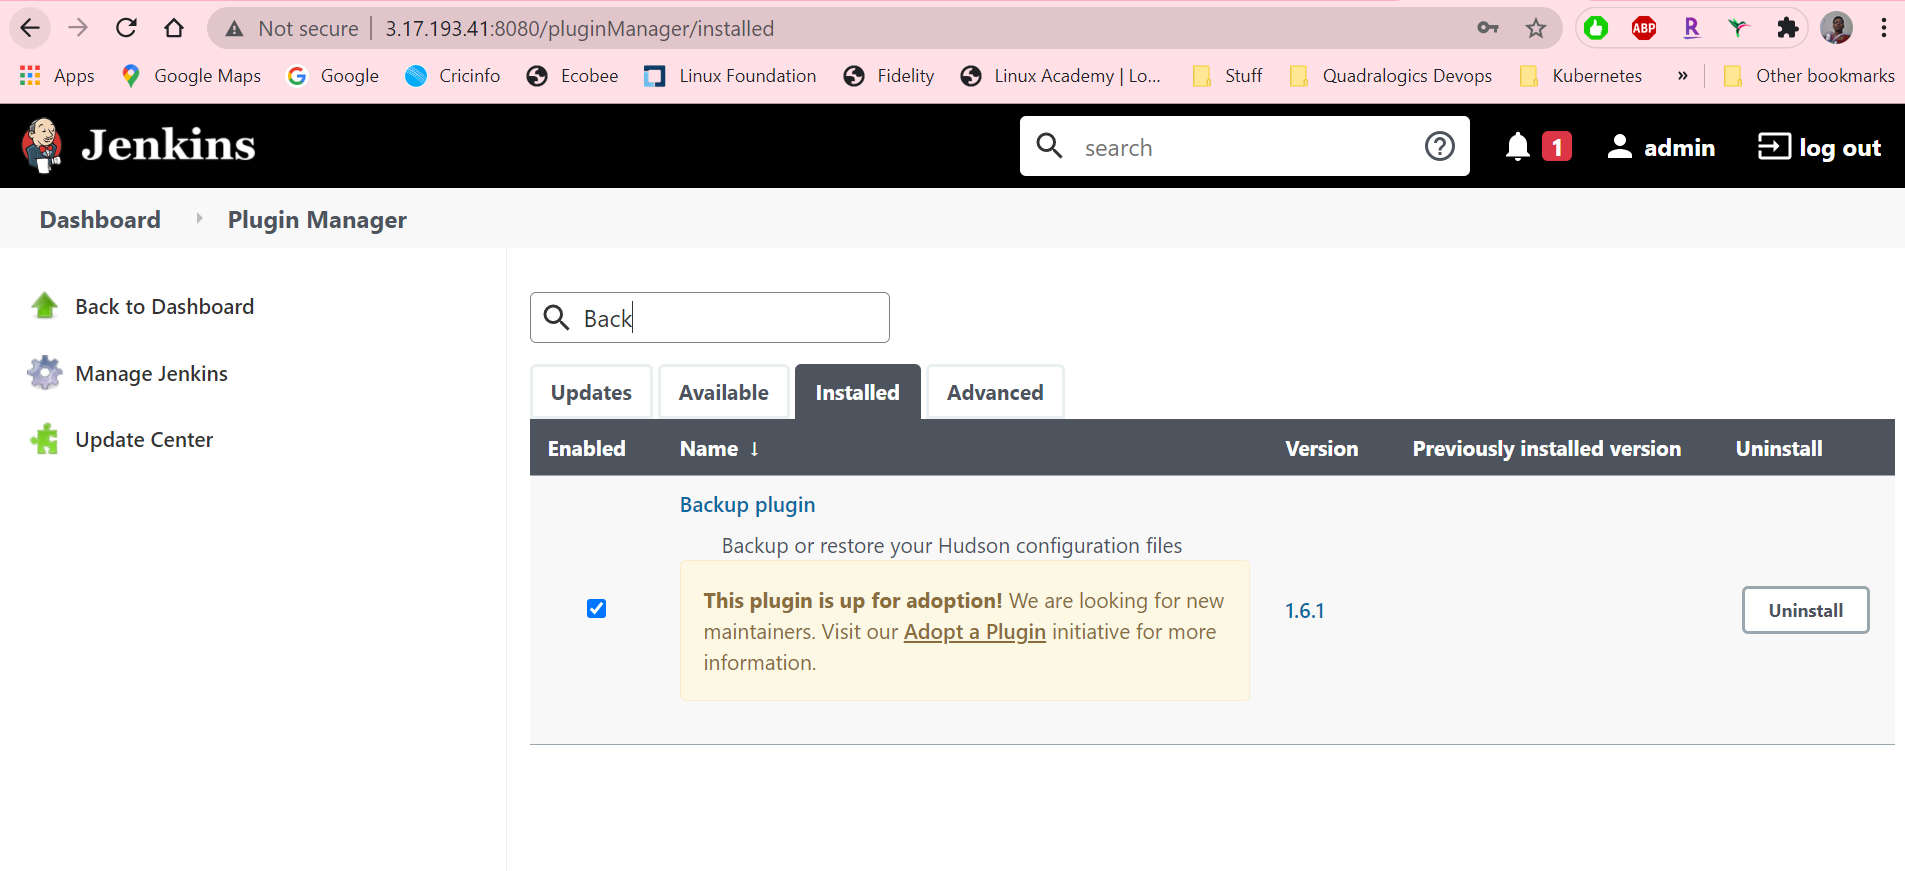 Not secure | 3.17.193.41:8080/pluginManager/installed
ABP
R
Apps Google Maps Google Cricinfo Ecobee Linux Foundation Fidelity Linux Academy | Lo... Stuff Quadralogics Devops Kubernetes » Other bookmarks
Jenkins search 1 admin log out
Dashboard Plugin Manager
Back to Dashboard
Manage Jenkins
Update Center
Back
Updates Available Installed Advanced
Enabled Name ↓ Version Previously installed version Uninstall
Backup plugin
Backup or restore your Hudson configuration files
This plugin is up for adoption! We are looking for new
maintainers. Visit our Adopt a Plugin initiative for more
information.
1.6.1
Uninstall